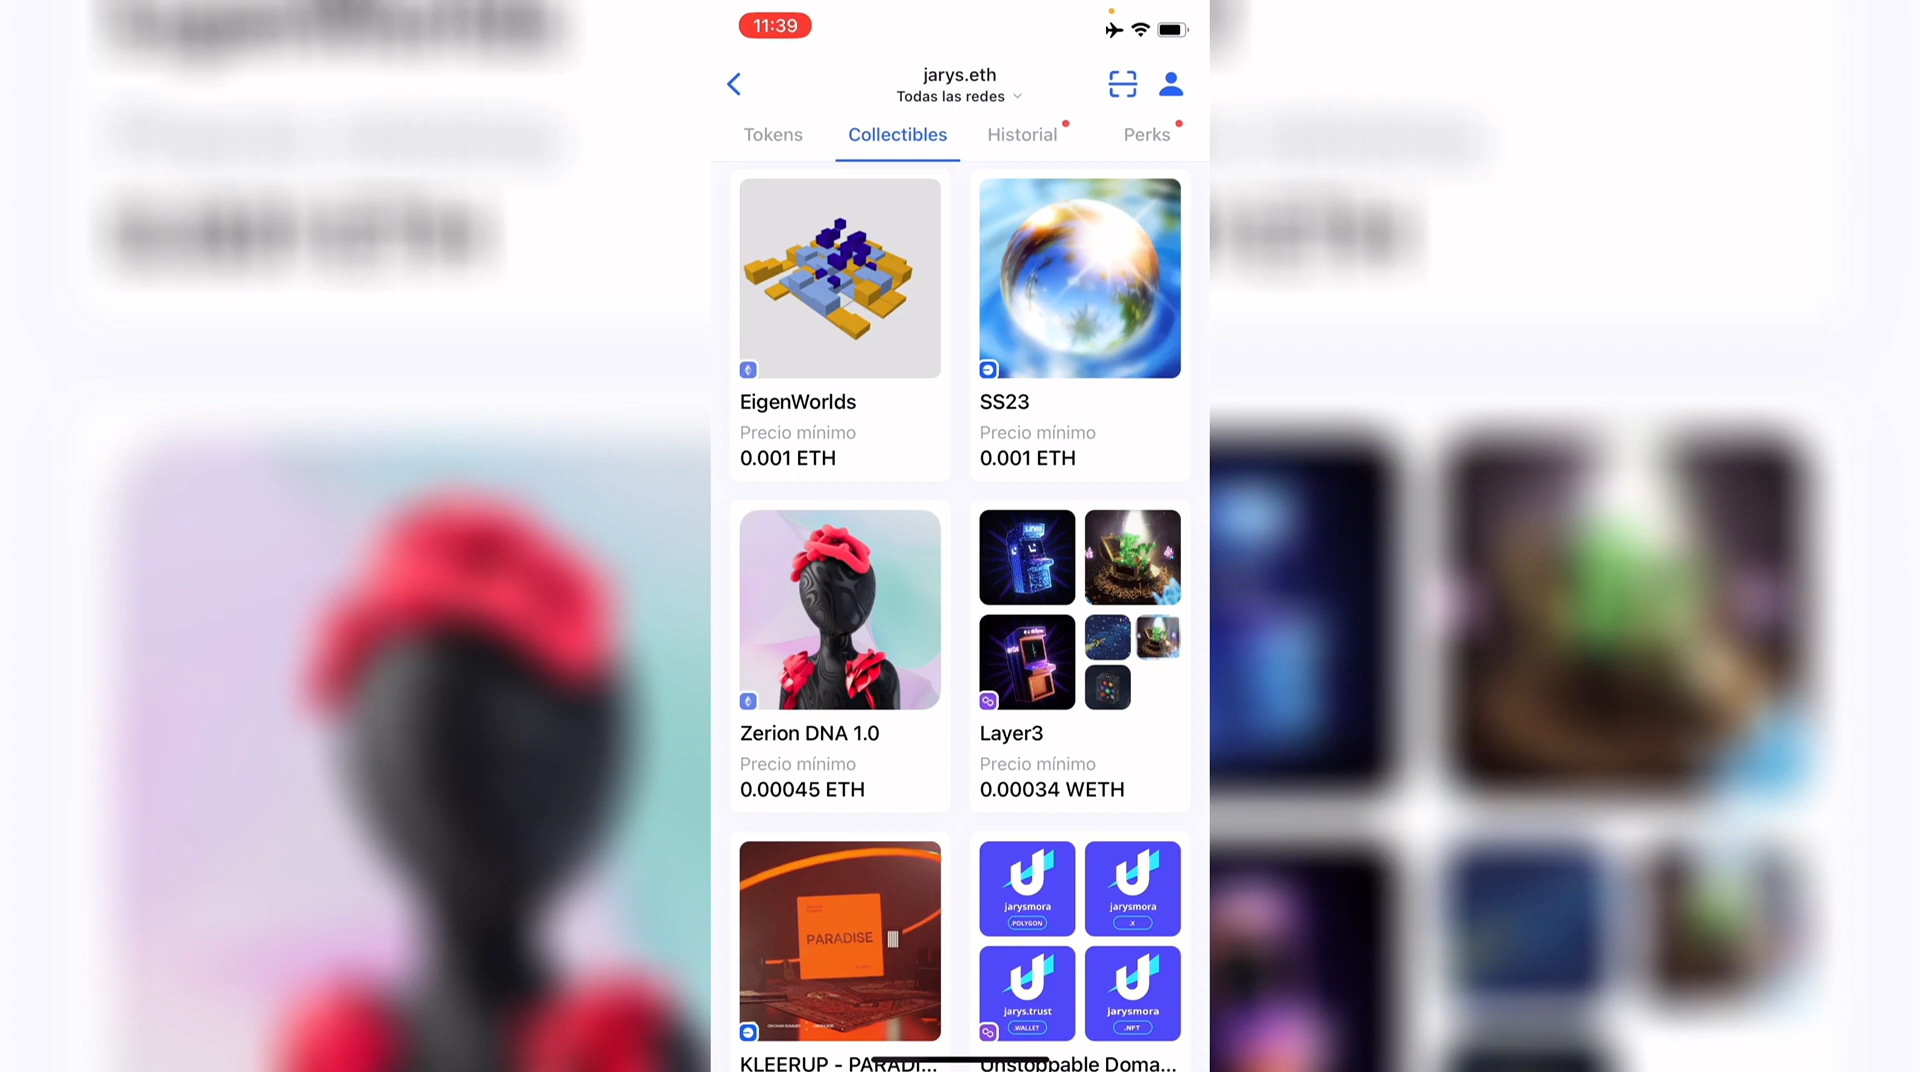 11:39
jarys.eth
Todas las redes
Tokens
Collectibles
Historial
Perks
EigenWorlds
Precio mínimo
0.001 ETH
SS23
Precio mínimo
0.001 ETH
Zerion DNA 1.0
Precio mínimo
0.00045 ETH
Layer3
Precio mínimo
0.00034 WETH
PARADISE
KLEERUP - PARADI...
jarysmora
.POLYGON
jarysmora
.X
jarys.trust
.WALLET
jarysmora
.NFT
Unstoppable Doma...